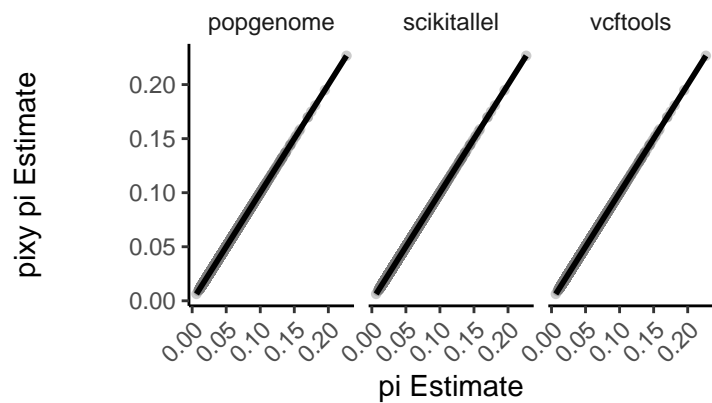 popgenome scikitallel vcftools
pixy pi Estimate
0.20
0.15
0.10
0.05
0.00
0.00 0.05 0.10 0.15 0.20 0.00 0.05 0.10 0.15 0.20 0.00 0.05 0.10 0.15 0.20
pi Estimate